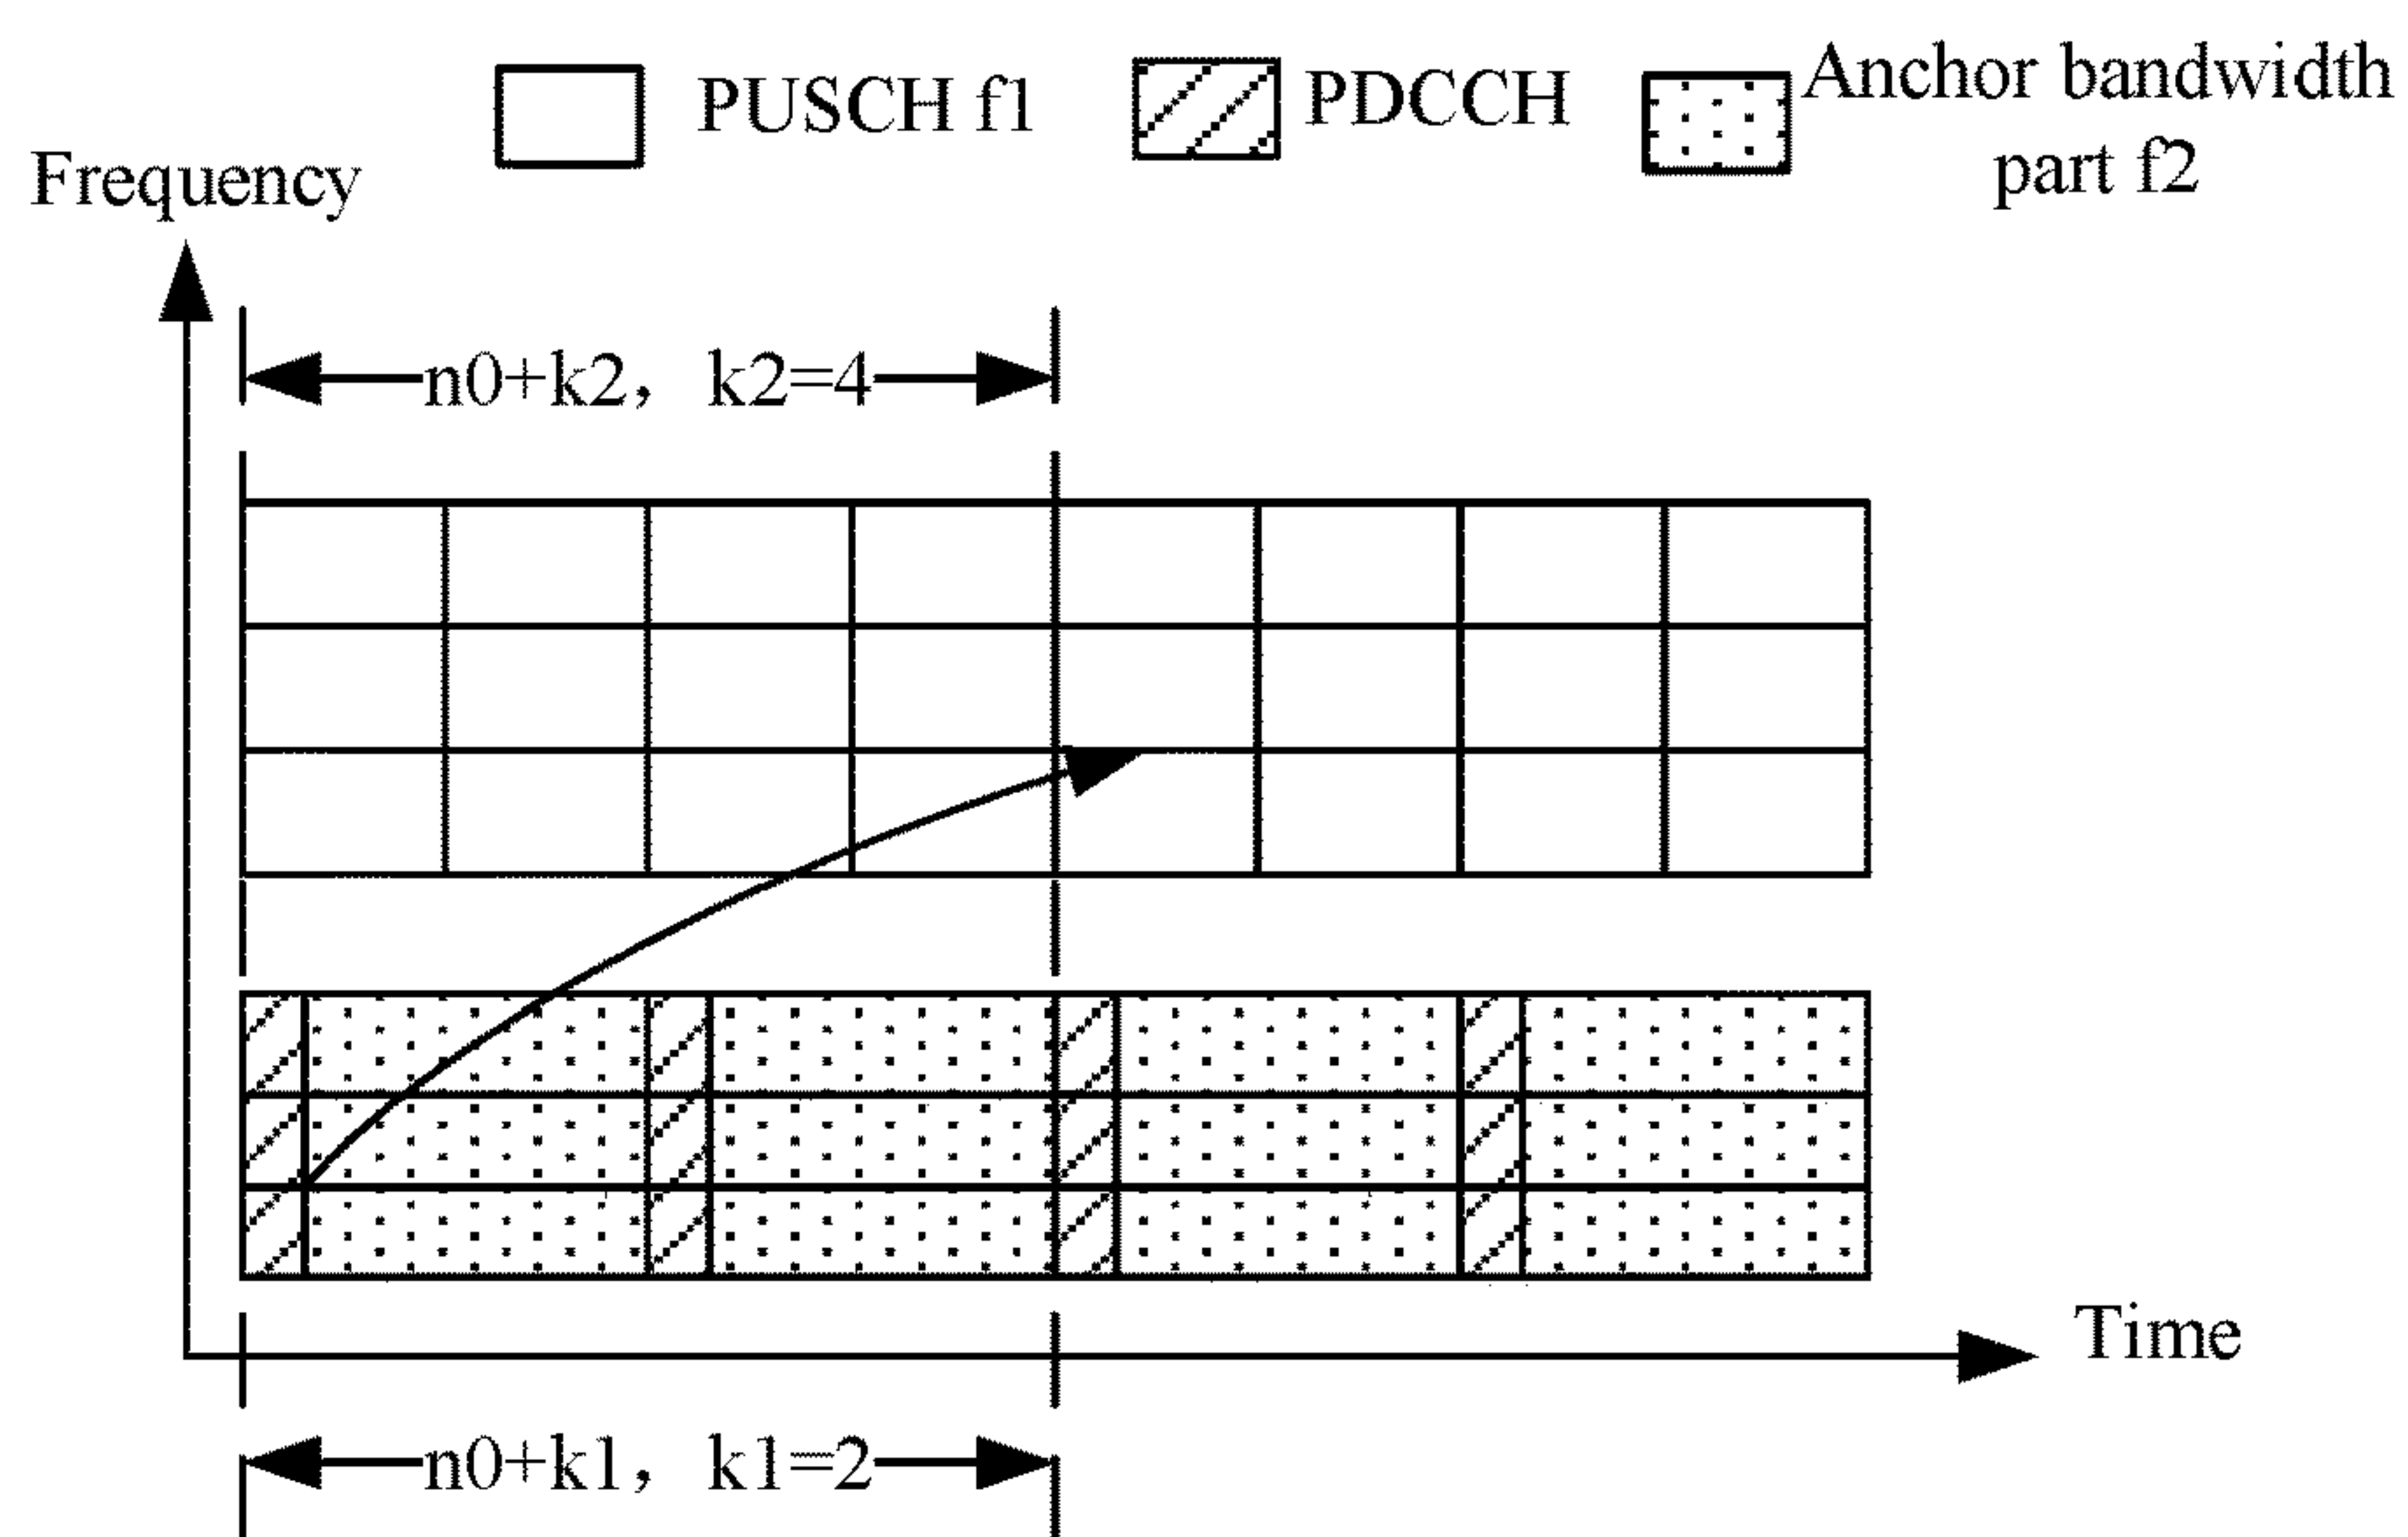 PUSCH f1
PDCCH
Anchor bandwidth
part f2
Frequency
n0+k2, k2=4
Time
n0+k1, k1=2